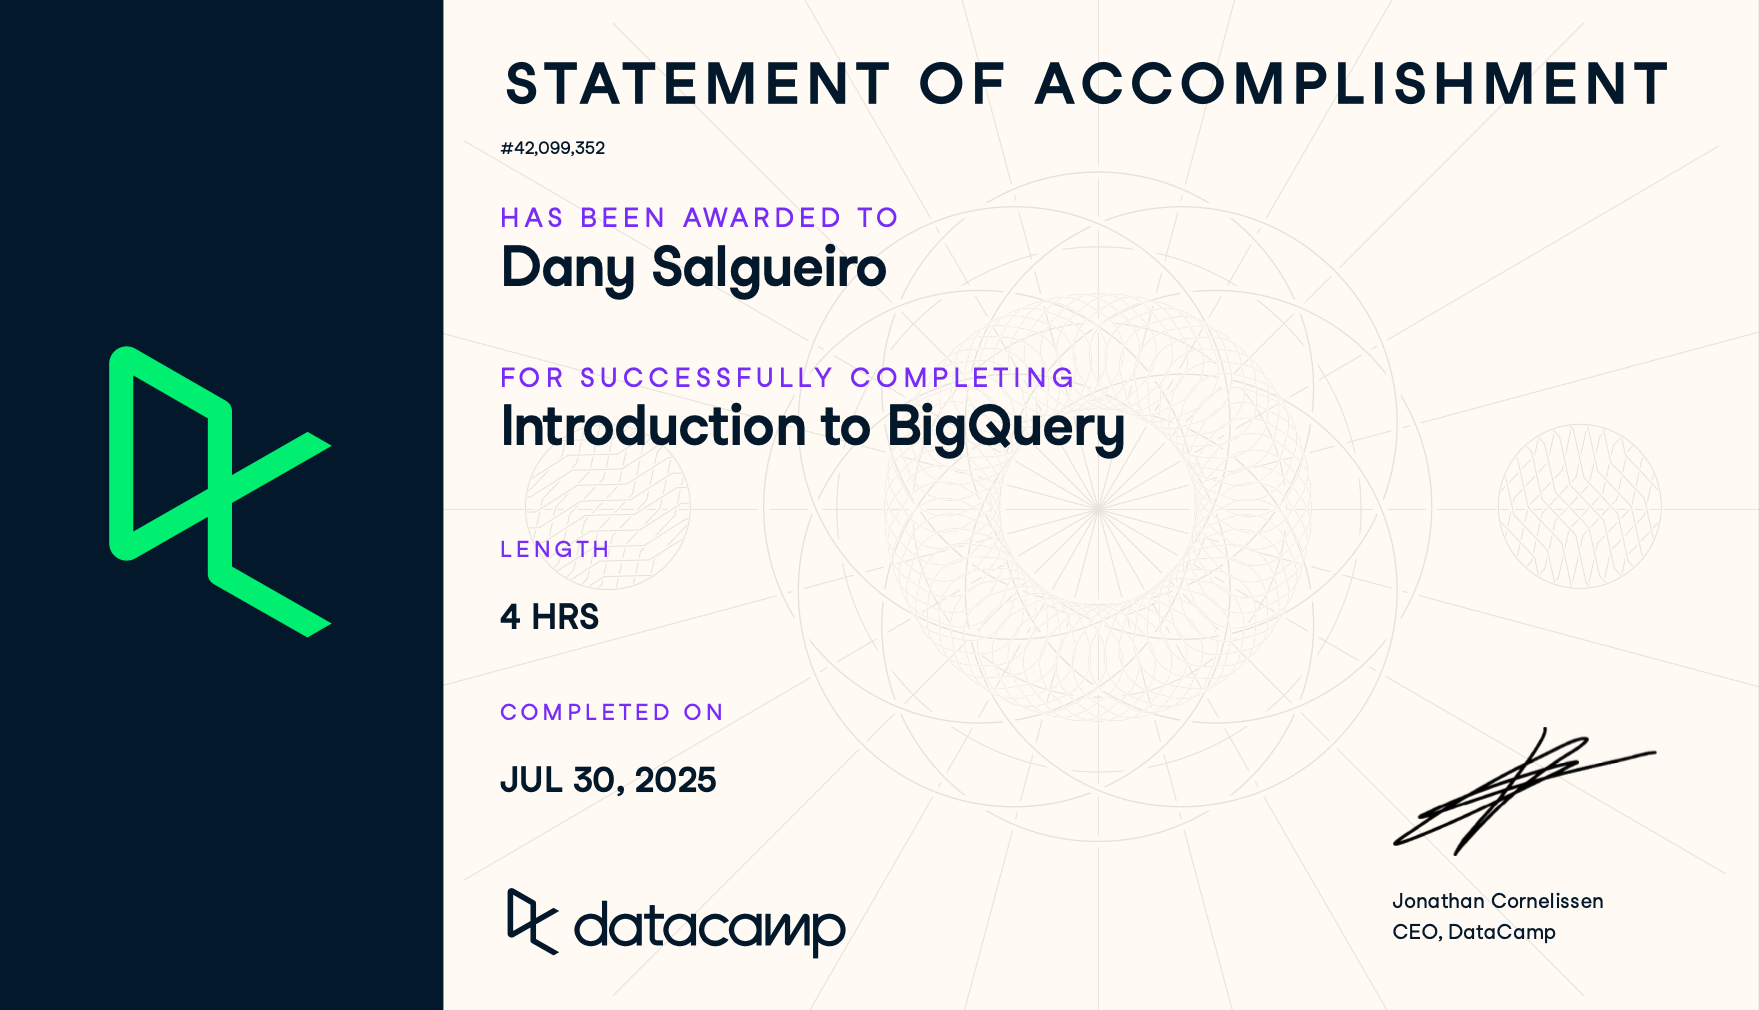 STATEMENT OF ACCOMPLISHMENT
#42,099,352
HAS BEEN AWARDED TO
Dany Salgueiro
FOR SUCCESSFULLY COMPLETING
Introduction to BigQuery
LENGTH
4 HRS
COMPLETED ON
JUL 30, 2025
datacamp
Jonathan Cornelissen
CEO, DataCamp